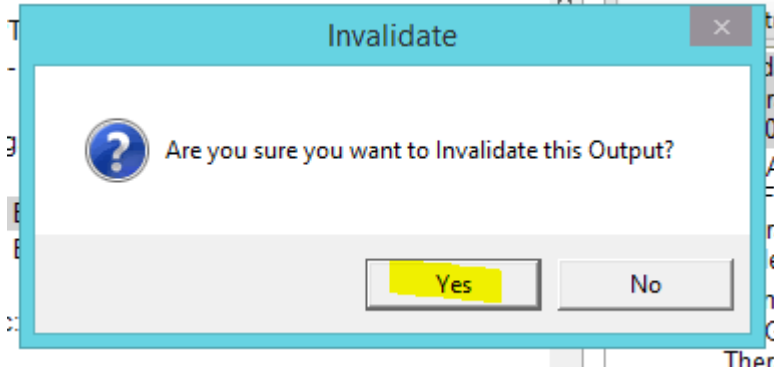 Invalidate
Are you sure you want to Invalidate this Output?
Yes
No